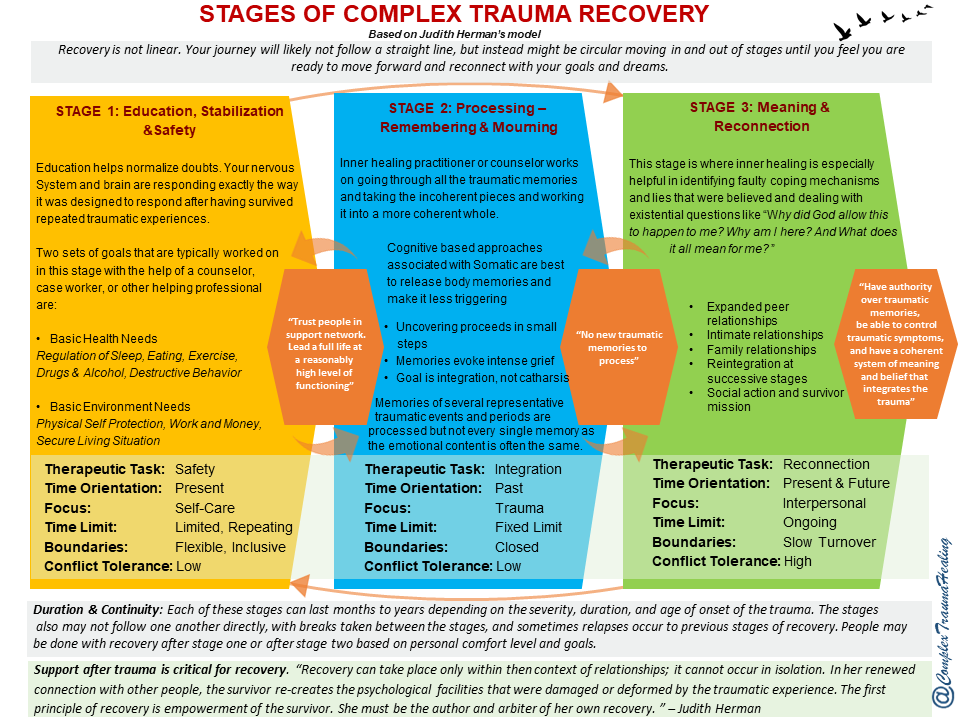 STAGES OF COMPLEX TRAUMA RECOVERY
Based on Judith Herman's model
Recovery is not linear. Your journey will likely not follow a straight line, but instead might be circular moving in and out of stages until you feel you are
ready to move forward and reconnect with your goals and dreams.
STAGE 1: Education, Stabilization
&Safety
Education helps normalize doubts. Your nervous
System and brain are responding exactly the way
it was designed to respond after having survived
repeated traumatic experiences.
Two sets of goals that are typically worked on
in this stage with the help of a counselor,
case worker, or other helping professional
are:
• Basic Health Needs
Regulation of Sleep, Eating, Exercise,
Drugs & Alcohol, Destructive Behavior
• Basic Environment Needs
Physical Self Protection, Work and Money,
Secure Living Situation
Therapeutic Task: Safety
Time Orientation: Present
Focus: Self-Care
Time Limit: Limited, Repeating
Boundaries: Flexible, Inclusive
Conflict Tolerance: Low
"Trust people in
support network.
Lead a full life at
a reasonably
high level of
functioning"
STAGE 2: Processing –
Remembering & Mourning
Inner healing practitioner or counselor works
on going through all the traumatic memories
and taking the incoherent pieces and working
it into a more coherent whole.
Cognitive based approaches
associated with Somatic are best
to release body memories and
make it less triggering
• Uncovering proceeds in small
steps
• Memories evoke intense grief
• Goal is integration, not catharsis
Memories of several representative
traumatic events and periods are
processed but not every single memory as
the emotional content is often the same.
Therapeutic Task: Integration
Time Orientation: Past
Focus: Trauma
Time Limit: Fixed Limit
Boundaries: Closed
Conflict Tolerance: Low
"No new traumatic
memories to
process"
STAGE 3: Meaning &
Reconnection
This stage is where inner healing is especially
helpful in identifying faulty coping mechanisms
and lies that were believed and dealing with
existential questions like "Why did God allow this
to happen to me? Why am I here? And What does
it all mean for me?"
• Expanded peer
relationships
• Intimate relationships
• Family relationships
• Reintegration at
successive stages
• Social action and survivor
mission
Therapeutic Task: Reconnection
Time Orientation: Present & Future
Focus: Interpersonal
Time Limit: Ongoing
Boundaries: Slow Turnover
Conflict Tolerance: High
"Have authority
over traumatic
memories,
be able to control
traumatic symptoms,
and have a coherent
system of meaning
and belief that
integrates the
trauma"
Duration & Continuity: Each of these stages can last months to years depending on the severity, duration, and age of onset of the trauma. The stages
also may not follow one another directly, with breaks taken between the stages, and sometimes relapses occur to previous stages of recovery. People may
be done with recovery after stage one or after stage two based on personal comfort level and goals.
Support after trauma is critical for recovery. "Recovery can take place only within then context of relationships; it cannot occur in isolation. In her renewed
connection with other people, the survivor re-creates the psychological facilities that were damaged or deformed by the traumatic experience. The first
principle of recovery is empowerment of the survivor. She must be the author and arbiter of her own recovery. " – Judith Herman
@ComplexTraumaHealing